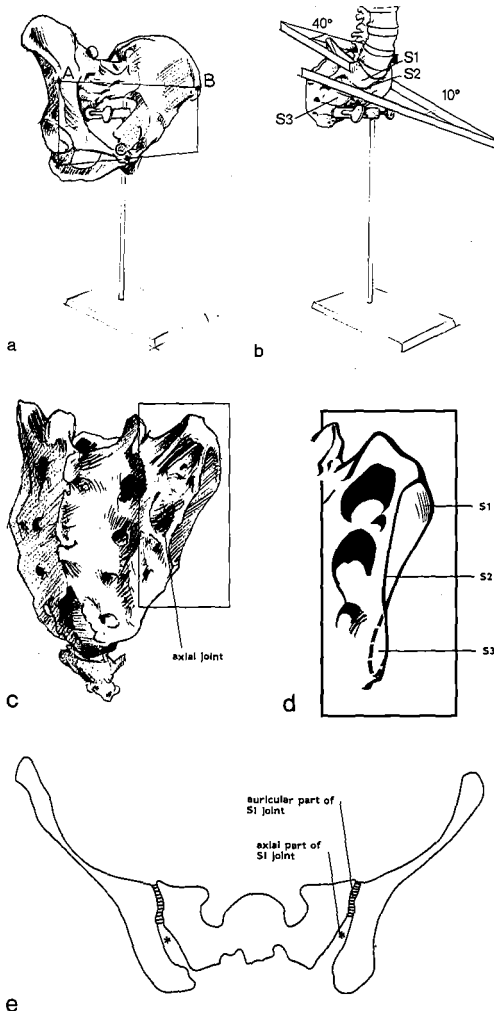 A
B
a
40°
S1
S2
S3
10°
b
axial joint
c
S1
S2
S3
d
auricular part of
SI joint
axial part of
SI joint
*
*
e